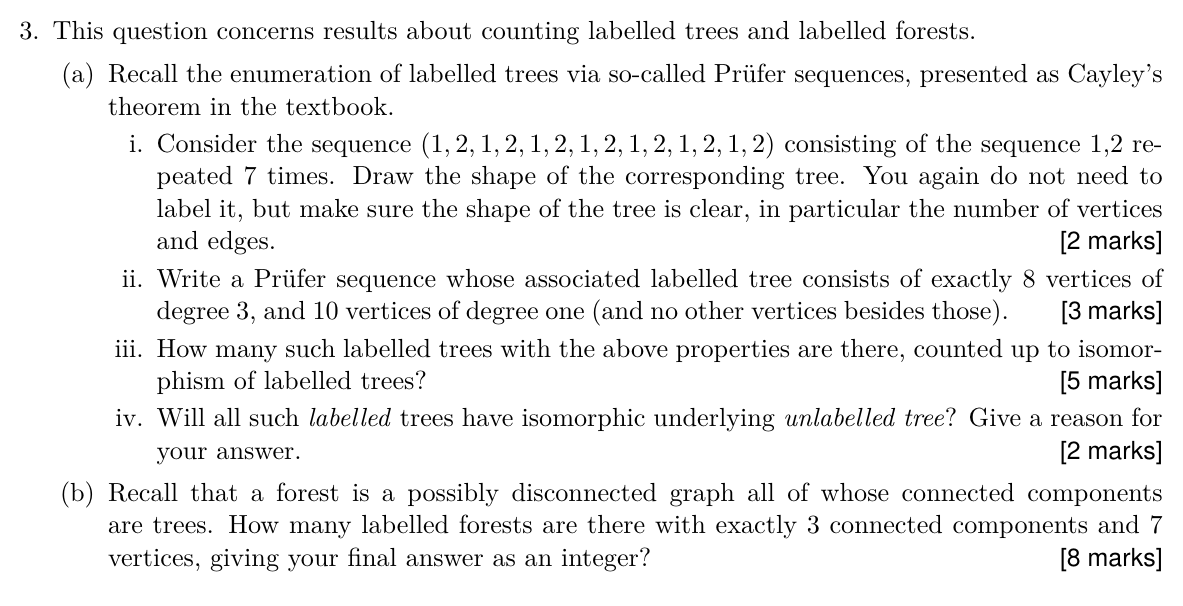 3. This question concerns results about counting labelled trees and labelled forests.
(a) Recall the enumeration of labelled trees via so-called Prüfer sequences, presented as Cayley's
theorem in the textbook.
i. Consider the sequence (1, 2, 1, 2, 1, 2, 1, 2, 1, 2, 1, 2, 1, 2) consisting of the sequence 1,2 re-
peated 7 times. Draw the shape of the corresponding tree. You again do not need to
label it, but make sure the shape of the tree is clear, in particular the number of vertices
and edges. [2 marks]
ii. Write a Prüfer sequence whose associated labelled tree consists of exactly 8 vertices of
degree 3, and 10 vertices of degree one (and no other vertices besides those). [3 marks]
iii. How many such labelled trees with the above properties are there, counted up to isomor-
phism of labelled trees? [5 marks]
iv. Will all such labelled trees have isomorphic underlying unlabelled tree? Give a reason for
your answer. [2 marks]
(b) Recall that a forest is a possibly disconnected graph all of whose connected components
are trees. How many labelled forests are there with exactly 3 connected components and 7
vertices, giving your final answer as an integer? [8 marks]